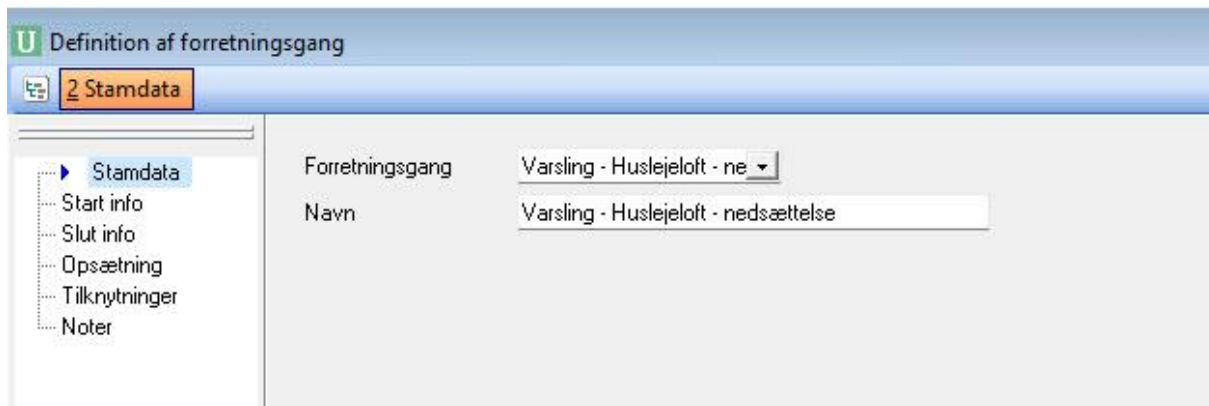 U Definition af forretningsgang
2 Stamdata
Stamdata
Start info
Slut info
Opsætning
Tilknytninger
Noter
Forretningsgang Varsling - Huslejeloft - ne
Navn Varsling - Huslejeloft - nedsættelse